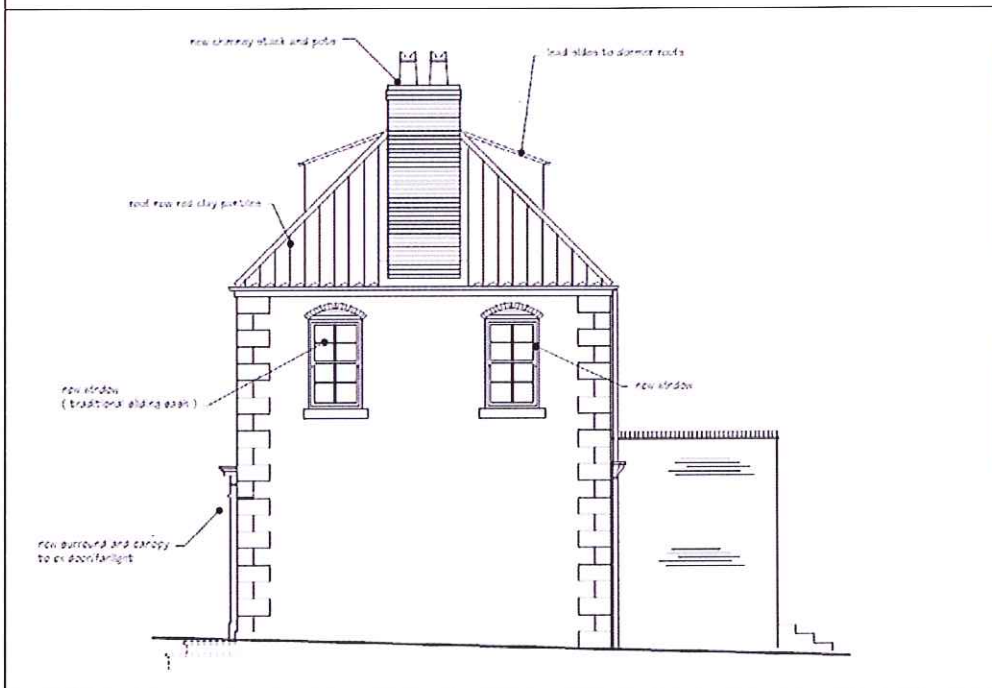 new chimney stack and pots
lead sides to dormer roofs
roof new red clay pantiles
new window
( traditional sliding sash )
new window
new surround and canopy
to ex door/fanlight